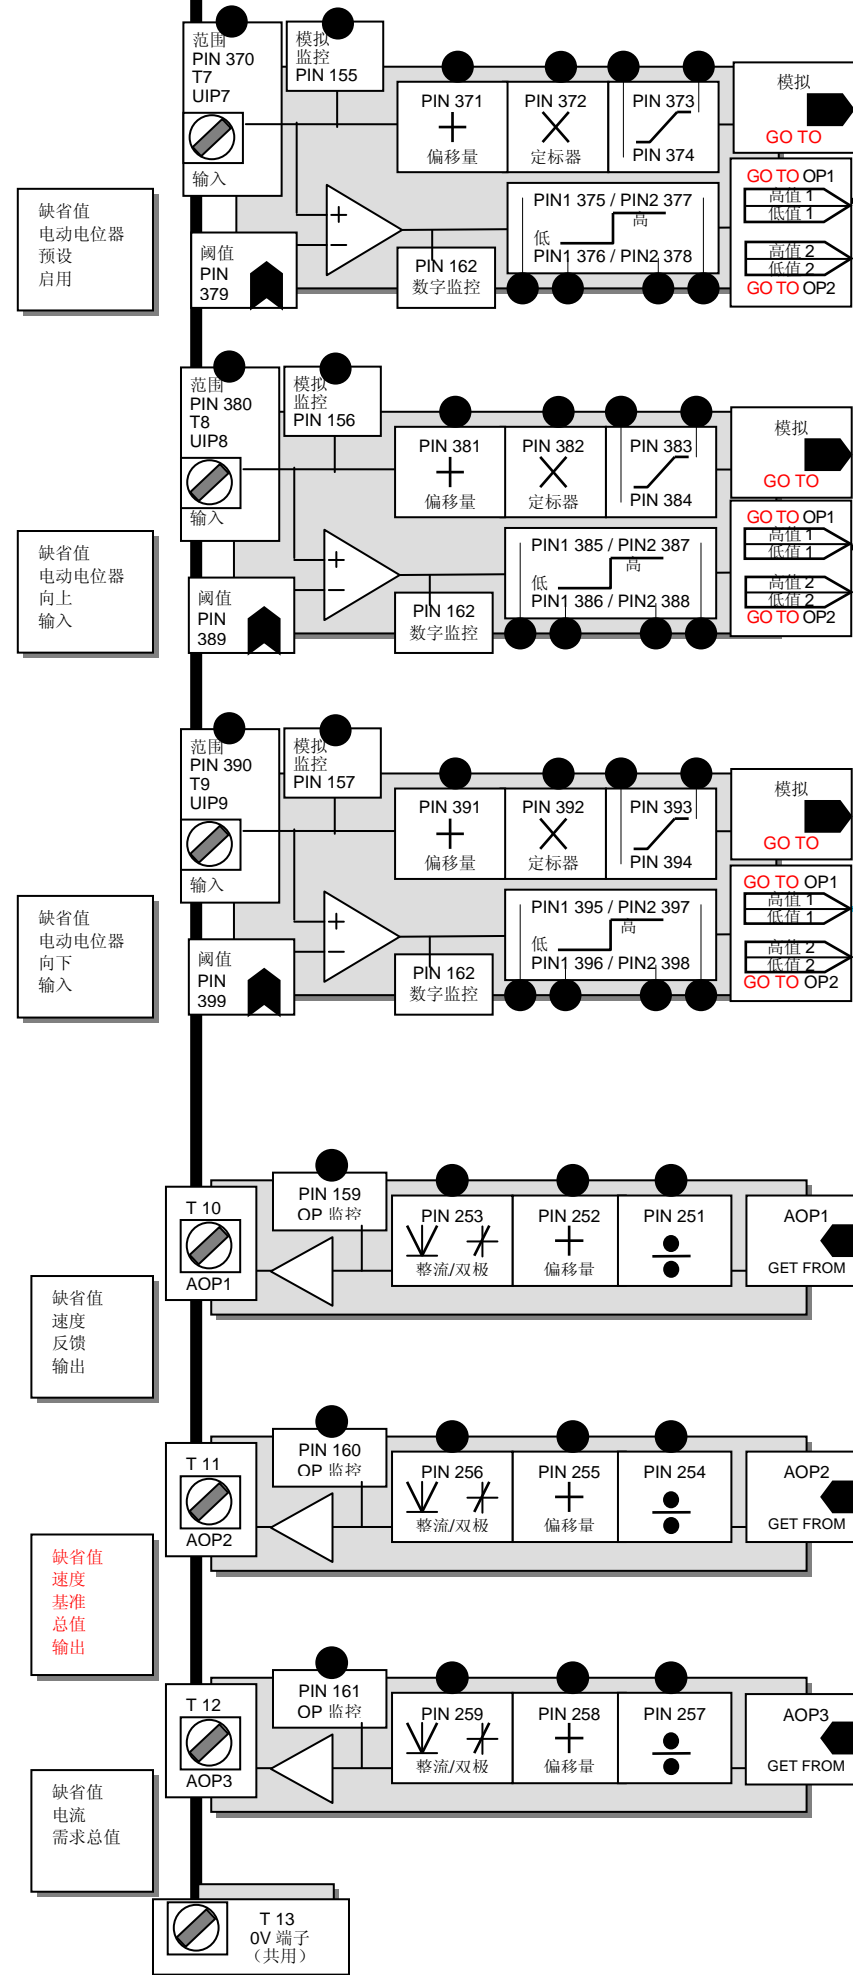 范围
PIN 370
T7
UIP7
输入
模拟
监控
PIN 155
PIN 371
偏移量
PIN 372
定标器
PIN 373
PIN 374
模拟
GO TO
缺省值
电动电位器
预设
启用
阈值
PIN
379
PIN 162
数字监控
PIN1 375 / PIN2 377
低
高
PIN1 376 / PIN2 378
GO TO OP1
高值 1
低值 1
高值 2
低值 2
GO TO OP2
范围
PIN 380
T8
UIP8
输入
模拟
监控
PIN 156
PIN 381
偏移量
PIN 382
定标器
PIN 383
PIN 384
模拟
GO TO
缺省值
电动电位器
向上
输入
阈值
PIN
389
PIN 162
数字监控
PIN1 385 / PIN2 387
低
高
PIN1 386 / PIN2 388
GO TO OP1
高值 1
低值 1
高值 2
低值 2
GO TO OP2
范围
PIN 390
T9
UIP9
输入
模拟
监控
PIN 157
PIN 391
偏移量
PIN 392
定标器
PIN 393
PIN 394
模拟
GO TO
缺省值
电动电位器
向下
输入
阈值
PIN
399
PIN 162
数字监控
PIN1 395 / PIN2 397
低
高
PIN1 396 / PIN2 398
GO TO OP1
高值 1
低值 1
高值 2
低值 2
GO TO OP2
T 10
AOP1
PIN 159
OP 监控
PIN 253
整流/双极
PIN 252
偏移量
PIN 251
AOP1
GET FROM
缺省值
速度
反馈
输出
T 11
AOP2
PIN 160
OP 监控
PIN 256
整流/双极
PIN 255
偏移量
PIN 254
AOP2
GET FROM
缺省值
速度
基准
总值
输出
T 12
AOP3
PIN 161
OP 监控
PIN 259
整流/双极
PIN 258
偏移量
PIN 257
AOP3
GET FROM
缺省值
电流
需求总值
T 13
0V 端子
（共用）